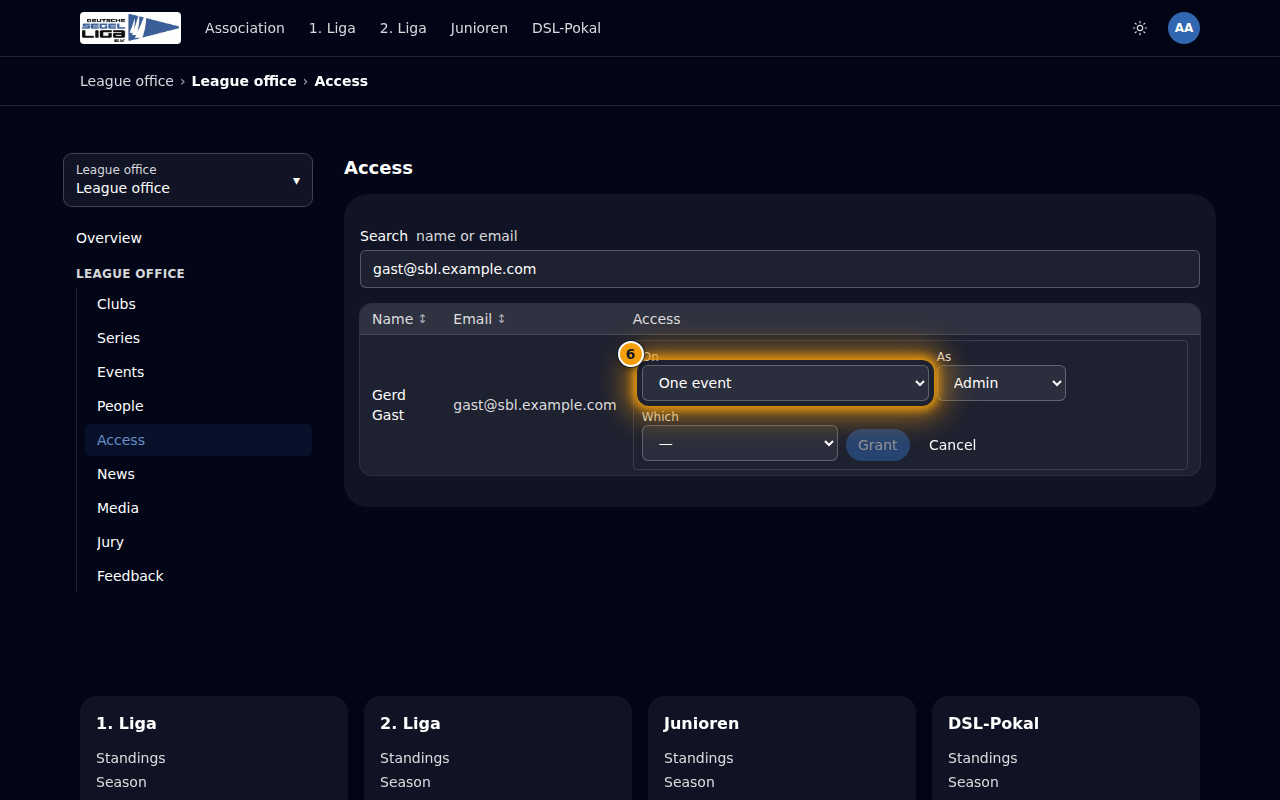 DEUTSCHE
SEGEL
LIGA
e.V
Association
1. Liga
2. Liga
Junioren
DSL-Pokal
AA
League office › League office › Access
League office
League office
Overview
LEAGUE OFFICE
Clubs
Series
Events
People
Access
News
Media
Jury
Feedback
Access
Search name or email
gast@sbl.example.com
Name ↕ Email ↕ Access
Gerd
Gast
gast@sbl.example.com
6
On
One event
As
Admin
Which
—
Grant
Cancel
1. Liga
Standings
Season
2. Liga
Standings
Season
Junioren
Standings
Season
DSL-Pokal
Standings
Season